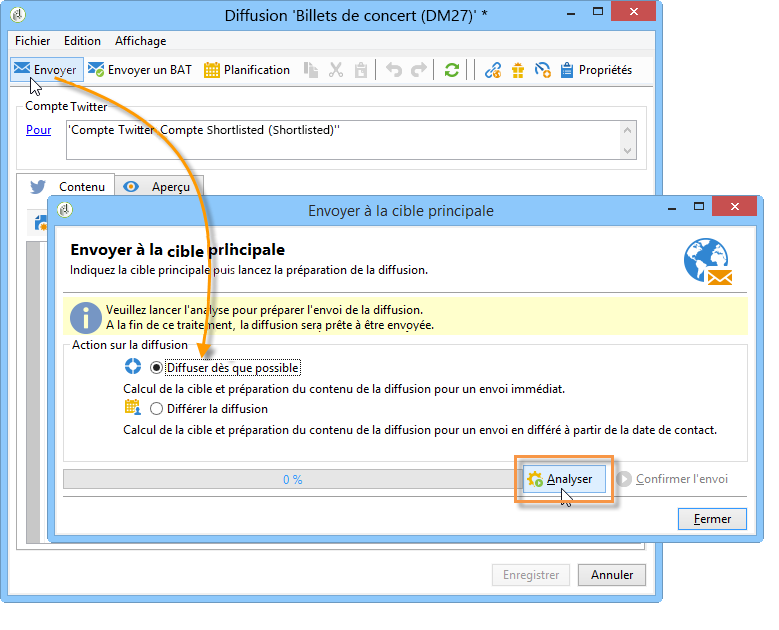 Diffusion 'Billets de concert (DM27)' *
Fichier Edition Affichage
Envoyer Envoyer un BAT Planification Propriétés
Compte Twitter
Pour 'Compte Twitter Compte Shortlisted (Shortlisted)''
Contenu Aperçu
Envoyer à la cible principale
Envoyer à la cible principale
Indiquez la cible principale puis lancez la préparation de la diffusion.
Veuillez lancer l'analyse pour préparer l'envoi de la diffusion.
A la fin de ce traitement, la diffusion sera prête à être envoyée.
Action sur la diffusion
Diffuser dès que possible
Calcul de la cible et préparation du contenu de la diffusion pour un envoi immédiat.
Différer la diffusion
Calcul de la cible et préparation du contenu de la diffusion pour un envoi en différé à partir de la date de contact.
0 % Analyser Confirmer l'envoi
Fermer
Enregistrer Annuler